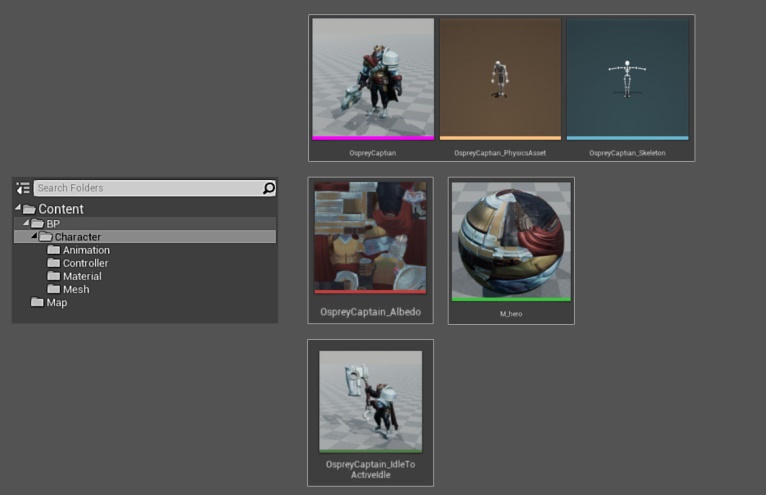 OspreyCaptian
OspreyCaptian_PhysicsAsset
OspreyCaptian_Skeleton
Search Folders
Content
BP
Character
Animation
Controller
Material
Mesh
Map
OspreyCaptain_Albedo
M_hero
OspreyCaptain_IdleTo
ActiveIdle